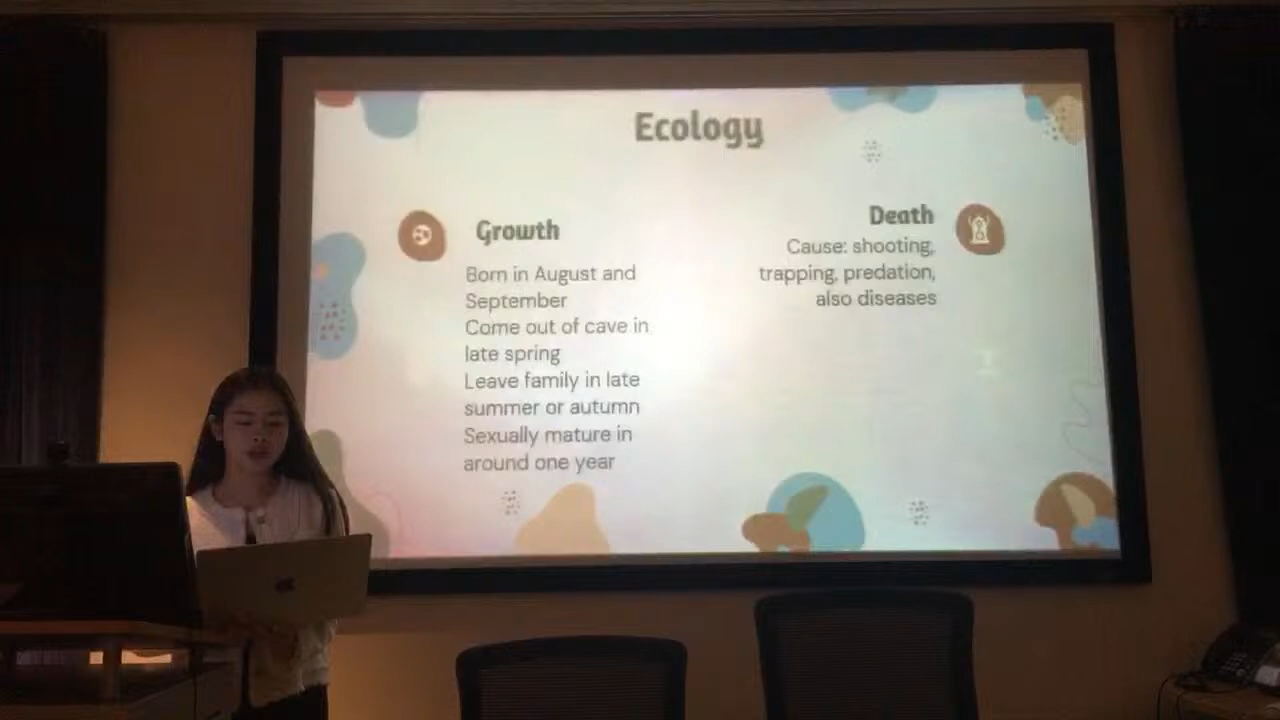 Ecology
Growth
Born in August and
September
Come out of cave in
late spring
Leave family in late
summer or autumn
Sexually mature in
around one year
Death
Cause: shooting,
trapping, predation,
also diseases